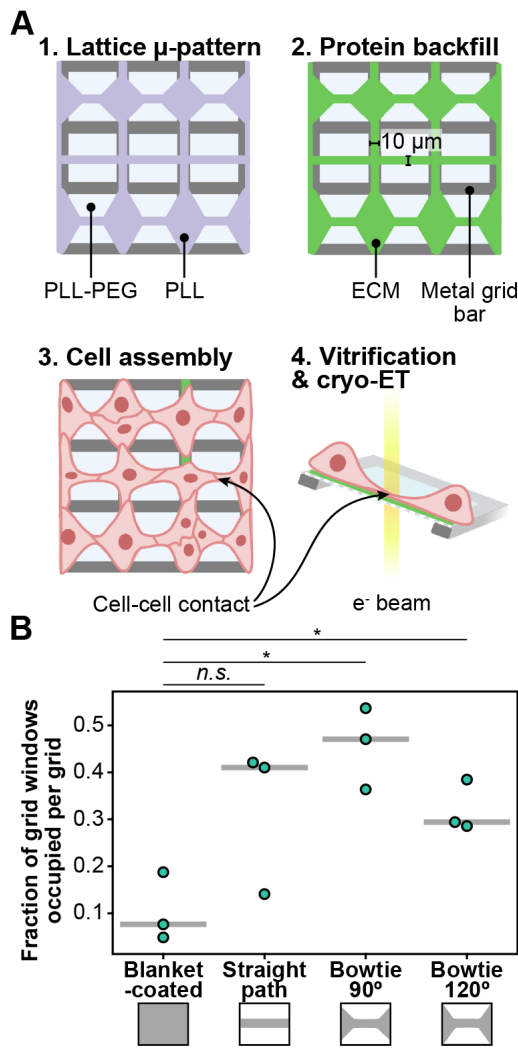 A
1. Lattice µ-pattern
2. Protein backfill
10 µm
PLL-PEG
PLL
ECM
Metal grid
bar
3. Cell assembly
4. Vitrification
& cryo-ET
Cell-cell contact
e- beam
B
*
*
n.s.
Fraction of grid windows
occupied per grid
0.5
0.4
0.3
0.2
0.1
Blanket
-coated
Straight
path
Bowtie
90º
Bowtie
120º